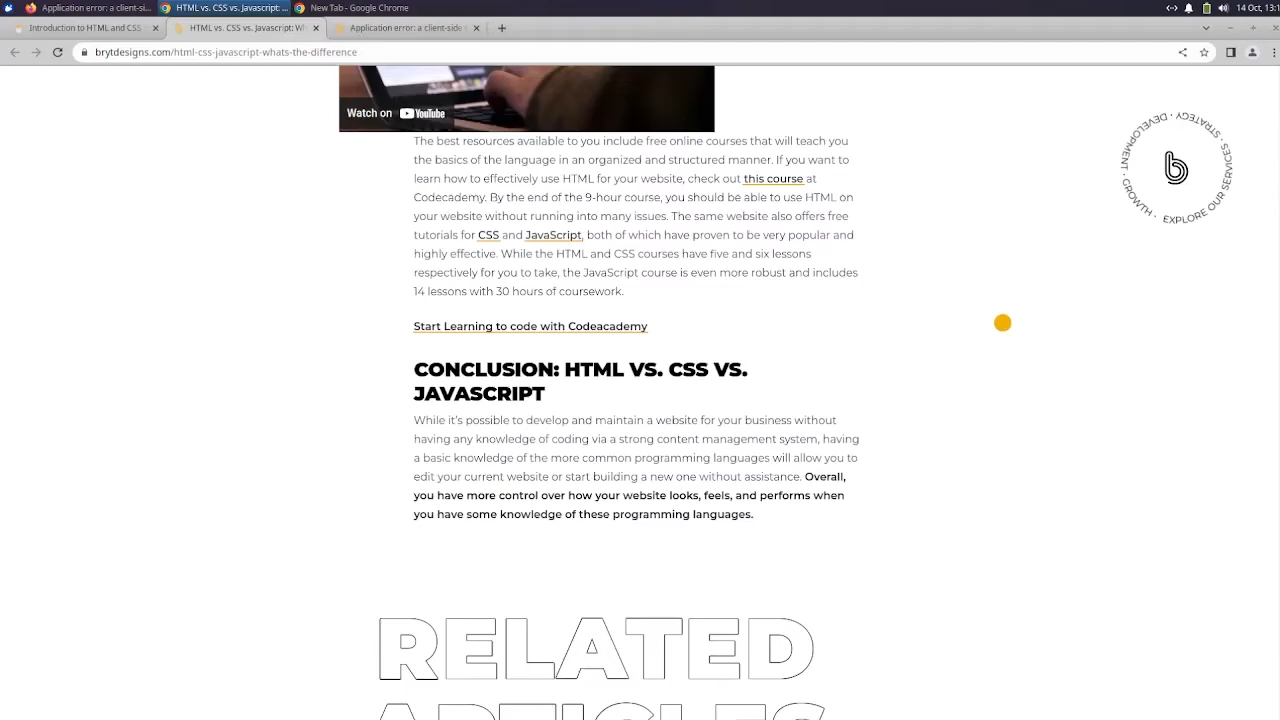 Application error: a client-si...
HTML vs. CSS vs. Javascript: ...
New Tab - Google Chrome
14 Oct, 13:1
Introduction to HTML and CSS
HTML vs. CSS vs. Javascript: W
Application error: a client-side
brytdesigns.com/html-css-javascript-whats-the-difference
Watch on YouTube
The best resources available to you include free online courses that will teach you
the basics of the language in an organized and structured manner. If you want to
learn how to effectively use HTML for your website, check out this course at
Codecademy. By the end of the 9-hour course, you should be able to use HTML on
your website without running into many issues. The same website also offers free
tutorials for CSS and JavaScript, both of which have proven to be very popular and
highly effective. While the HTML and CSS courses have five and six lessons
respectively for you to take, the JavaScript course is even more robust and includes
14 lessons with 30 hours of coursework.
Start Learning to code with Codeacademy
CONCLUSION: HTML VS. CSS VS.
JAVASCRIPT
While it's possible to develop and maintain a website for your business without
having any knowledge of coding via a strong content management system, having
a basic knowledge of the more common programming languages will allow you to
edit your current website or start building a new one without assistance. Overall,
you have more control over how your website looks, feels, and performs when
you have some knowledge of these programming languages.
EXPLORE OUR SERVICES · STRATEGY · DEVELOPMENT · GROWTH ·
b
RELATED
ARTICLES